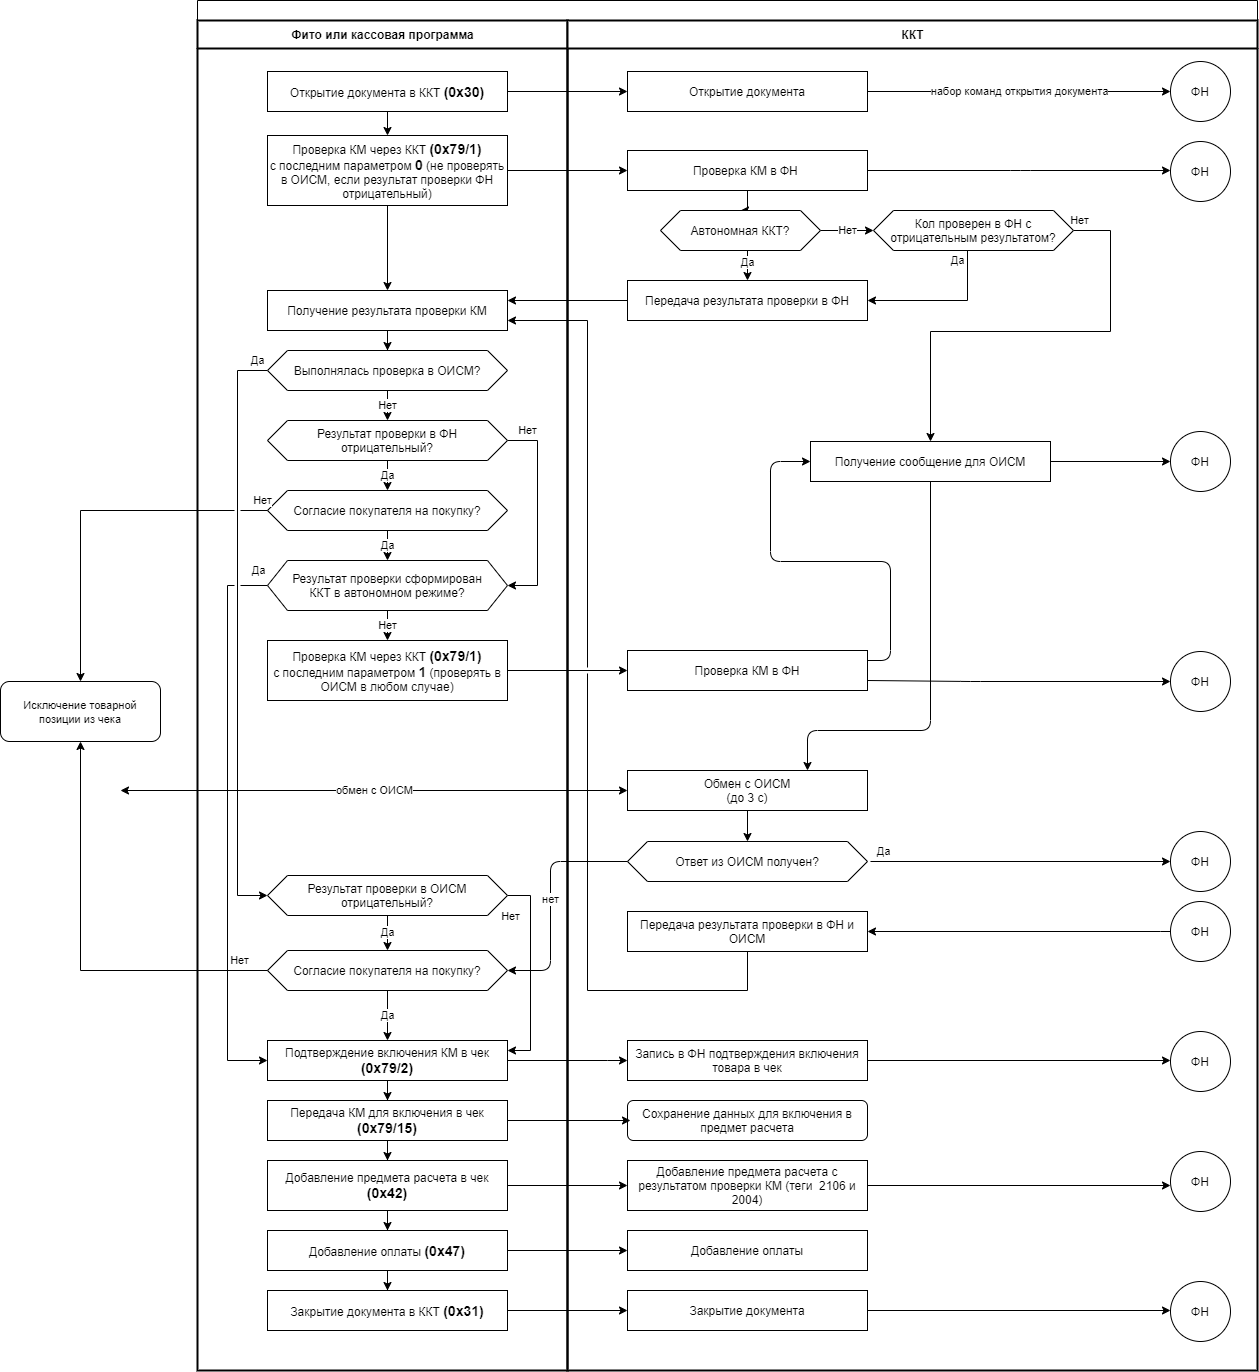 Фито или кассовая программа
ККТ
Открытие документа в ККТ (0x30)
Открытие документа
набор команд открытия документа
ФН
Проверка КМ через ККТ (0x79/1)
с последним параметром 0 (не проверять
в ОИСМ, если результат проверки ФН
отрицательный)
Проверка КМ в ФН
ФН
Автономная ККТ?
Нет
Кол проверен в ФН с
отрицательным результатом?
Нет
Да
Да
Получение результата проверки КМ
Передача результата проверки в ФН
Да
Выполнялась проверка в ОИСМ?
Нет
Результат проверки в ФН
отрицательный?
Нет
Да
Получение сообщение для ОИСМ
ФН
Нет
Согласие покупателя на покупку?
Да
Да
Результат проверки сформирован
ККТ в автономном режиме?
Нет
Проверка КМ через ККТ (0x79/1)
с последним параметром 1 (проверять в
ОИСМ в любом случае)
Проверка КМ в ФН
ФН
Исключение товарной
позиции из чека
обмен с ОИСМ
Обмен с ОИСМ
(до 3 с)
Ответ из ОИСМ получен?
Да
ФН
Результат проверки в ОИСМ
отрицательный?
Нет
нет
Да
Передача результата проверки в ФН и
ОИСМ
ФН
Нет
Согласие покупателя на покупку?
Да
Подтверждение включения КМ в чек
(0x79/2)
Запись в ФН подтверждения включения
товара в чек
ФН
Передача КМ для включения в чек
(0x79/15)
Сохранение данных для включения в
предмет расчета
Добавление предмета расчета в чек
(0x42)
Добавление предмета расчета с
результатом проверки КМ (теги 2106 и
2004)
ФН
Добавление оплаты (0x47)
Добавление оплаты
Закрытие документа в ККТ (0x31)
Закрытие документа
ФН